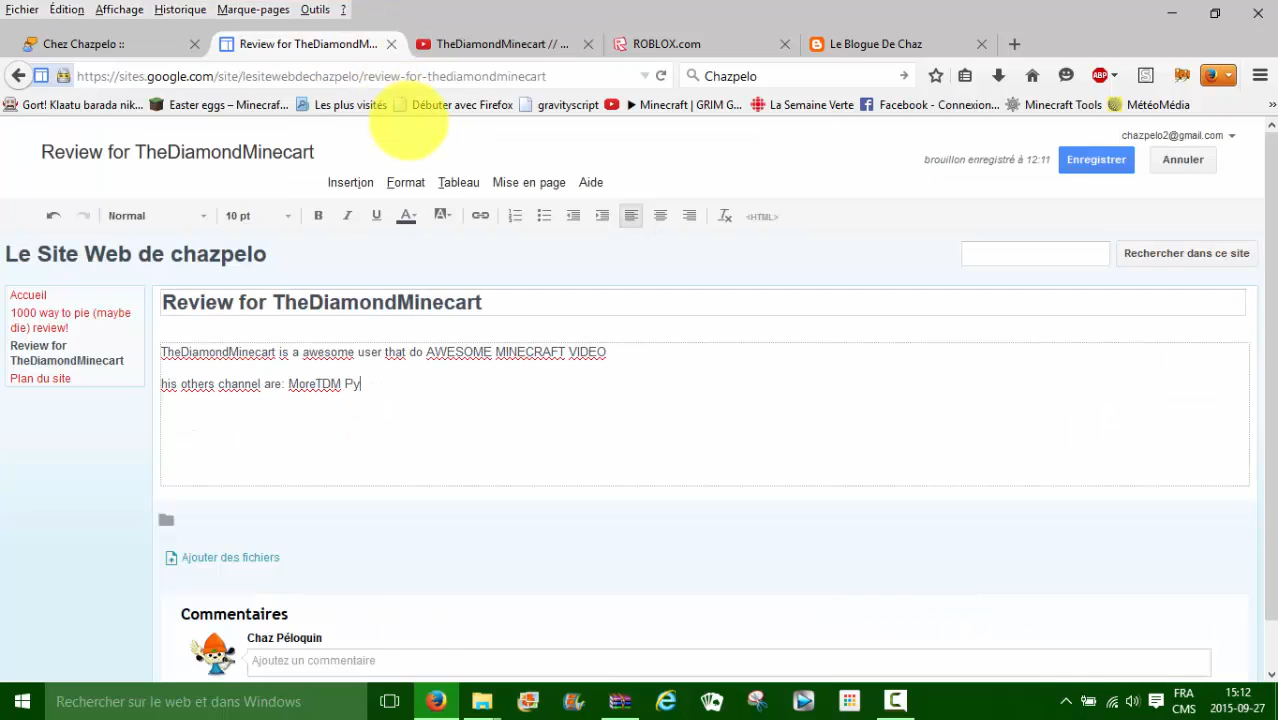 Fichier Édition Affichage Historique Marque-pages Outils ?
Chez Chazpelo :: Review for TheDiamondM... TheDiamondMinecart // ... ROBLOX.com Le Blogue De Chaz
https://sites.google.com/site/lesitewebdechazpelo/review-for-thediamondminecart Chazpelo
Gort! Klaatu barada nik... Easter eggs – Minecraf... Les plus visités Débuter avec Firefox gravityscript ▶ Minecraft | GRIM G... La Semaine Verte Facebook - Connexion... Minecraft Tools MétéoMédia »
chazpelo2@gmail.com
Review for TheDiamondMinecart
brouillon enregistré à 12:11 Enregistrer Annuler
Insertion Format Tableau Mise en page Aide
Normal 10 pt B I U A A <HTML>
Le Site Web de chazpelo
Rechercher dans ce site
Accueil
1000 way to pie (maybe
die) review!
Review for
TheDiamondMinecart
Plan du site
Review for TheDiamondMinecart
TheDiamondMinecart is a awesome user that do AWESOME MINECRAFT VIDEO
his others channel are: MoreTDM Py
Ajouter des fichiers
Commentaires
Chaz Péloquin
Ajoutez un commentaire
Rechercher sur le web et dans Windows
FRA
CMS
15:12
2015-09-27